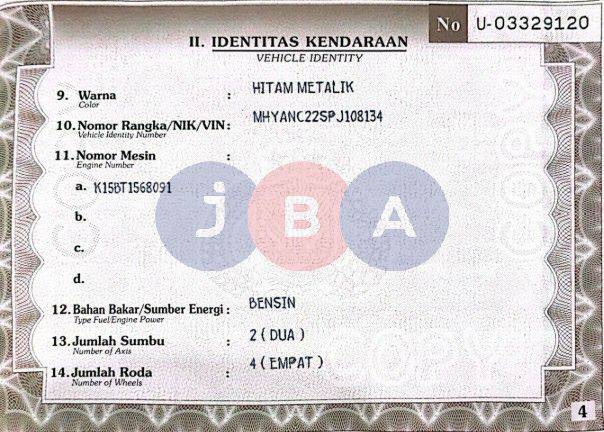 No U-03329120
II. IDENTITAS KENDARAAN
VEHICLE IDENTITY
9. Warna : HITAM METALIK
Color
10. Nomor Rangka/NIK/VIN : MHYANC22SPJ108134
Vehicle Identity Number
11. Nomor Mesin :
Engine Number
a. K15BT1568091
b.
c.
d.
12. Bahan Bakar/Sumber Energi : BENSIN
Type Fuel/Engine Power
13. Jumlah Sumbu : 2 ( DUA )
Number of Axis
14. Jumlah Roda : 4 ( EMPAT )
Number of Wheels
JBA
4